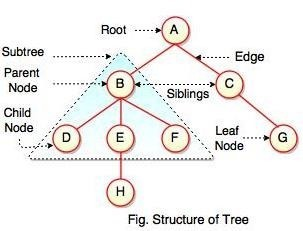 Root
A
Subtree
Edge
Parent
Node
B
Siblings
C
Child
Node
D
E
F
Leaf
Node
G
H
Fig. Structure of Tree